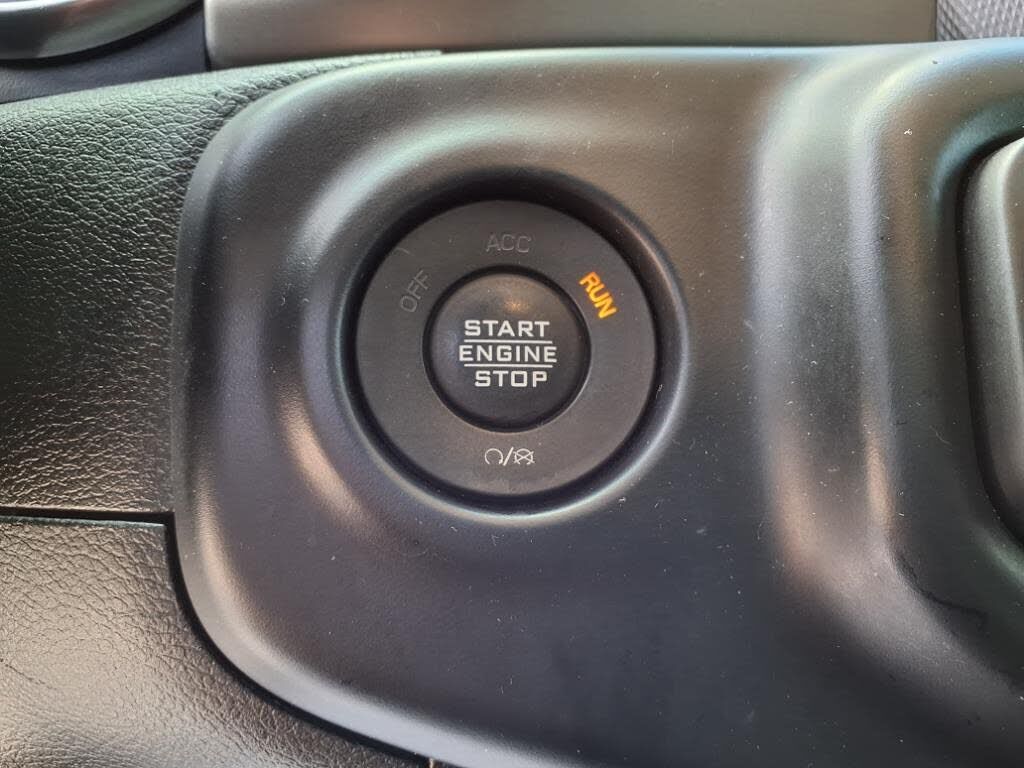 ACC
OFF
RUN
START
ENGINE
STOP